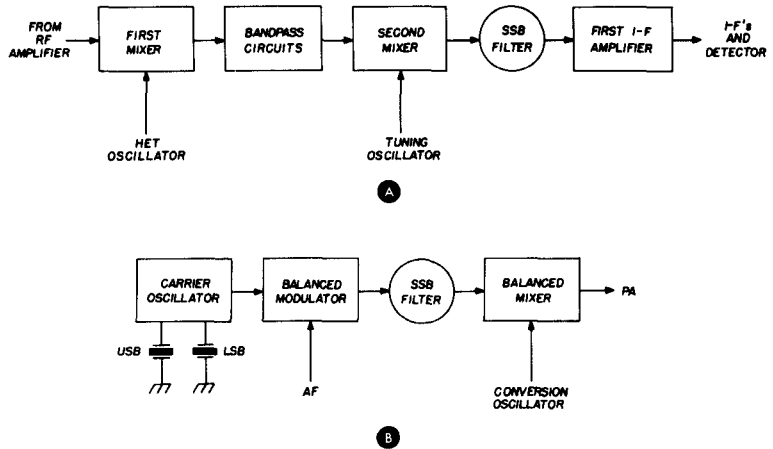 FROM
RF
AMPLIFIER
FIRST
MIXER
BANDPASS
CIRCUITS
SECOND
MIXER
SSB
FILTER
FIRST I-F
AMPLIFIER
I-F's
AND
DETECTOR
HET
OSCILLATOR
TUNING
OSCILLATOR
A
CARRIER
OSCILLATOR
BALANCED
MODULATOR
SSB
FILTER
BALANCED
MIXER
PA
USB
LSB
AF
CONVERSION
OSCILLATOR
B